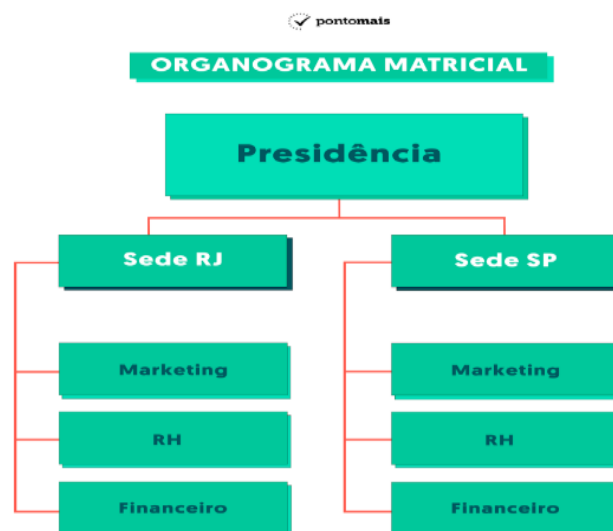 pontomais
ORGANOGRAMA MATRICIAL
Presidência
Sede RJ
Marketing
RH
Financeiro
Sede SP
Marketing
RH
Financeiro